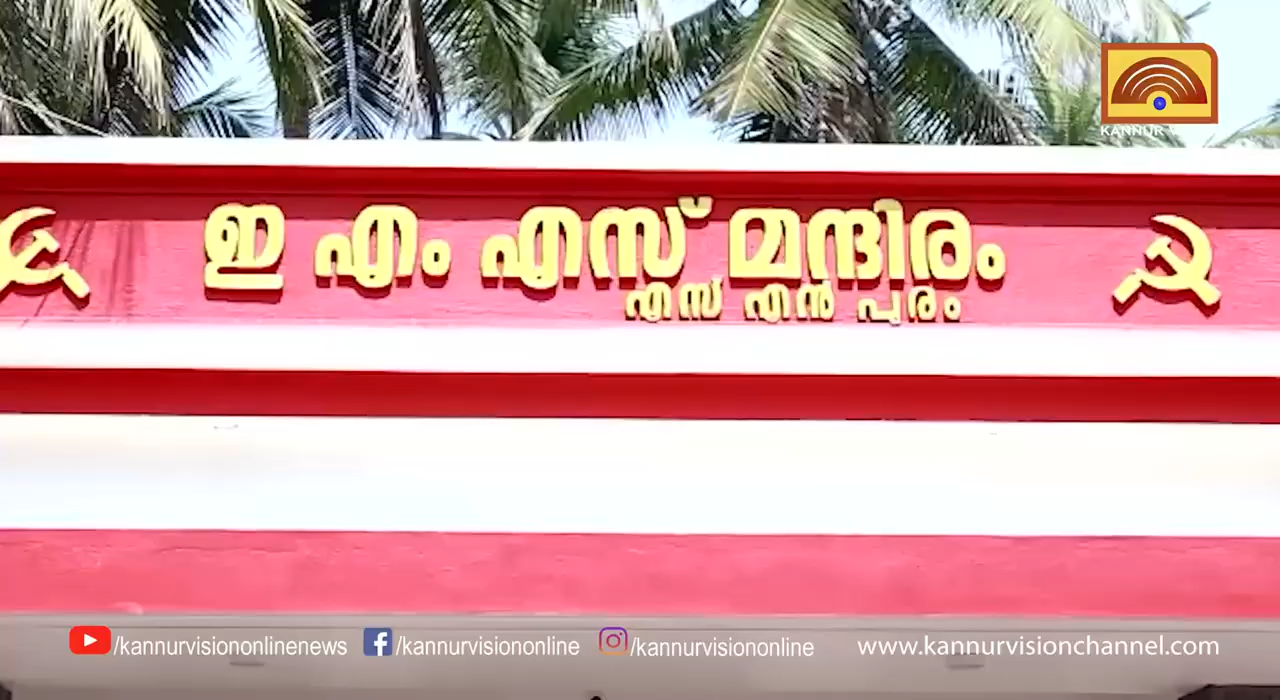 KANNUR
ഇ എം എസ് മന്ദിരം
എസ് എൻ പുരം
/kannurvisiononlinenews /kannurvisiononline /kannurvisiononline www.kannurvisionchannel.com